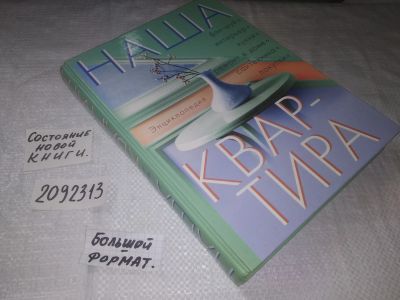 НАША
КВАР-
ТИРА
Энциклопедия
Состояние
новой
книги.
2092313
Большой
формат.